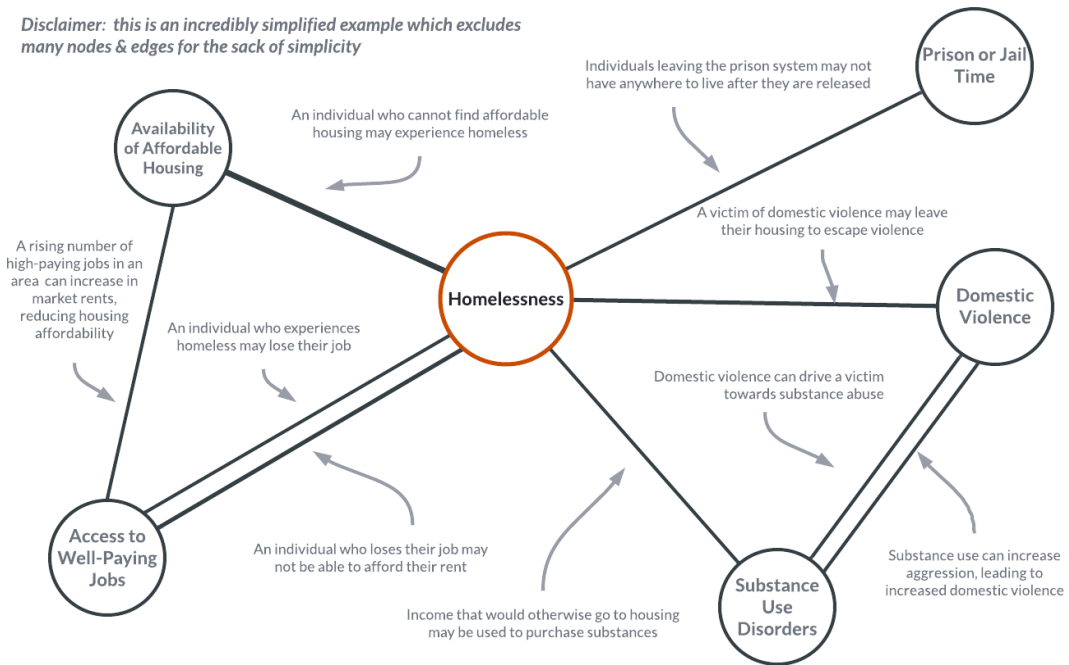 Disclaimer: this is an incredibly simplified example which excludes
many nodes & edges for the sack of simplicity
Individuals leaving the prison system may not
have anywhere to live after they are released
Prison or Jail
Time
An individual who cannot find affordable
housing may experience homeless
Availability
of Affordable
Housing
A victim of domestic violence may leave
their housing to escape violence
A rising number of
high-paying jobs in an
area can increase in
market rents,
reducing housing
affordability
Homelessness
Domestic
Violence
An individual who experiences
homeless may lose their job
Domestic violence can drive a victim
towards substance abuse
Access to
Well-Paying
Jobs
An individual who loses their job may
not be able to afford their rent
Substance use can increase
aggression, leading to
increased domestic violence
Substance
Use
Disorders
Income that would otherwise go to housing
may be used to purchase substances